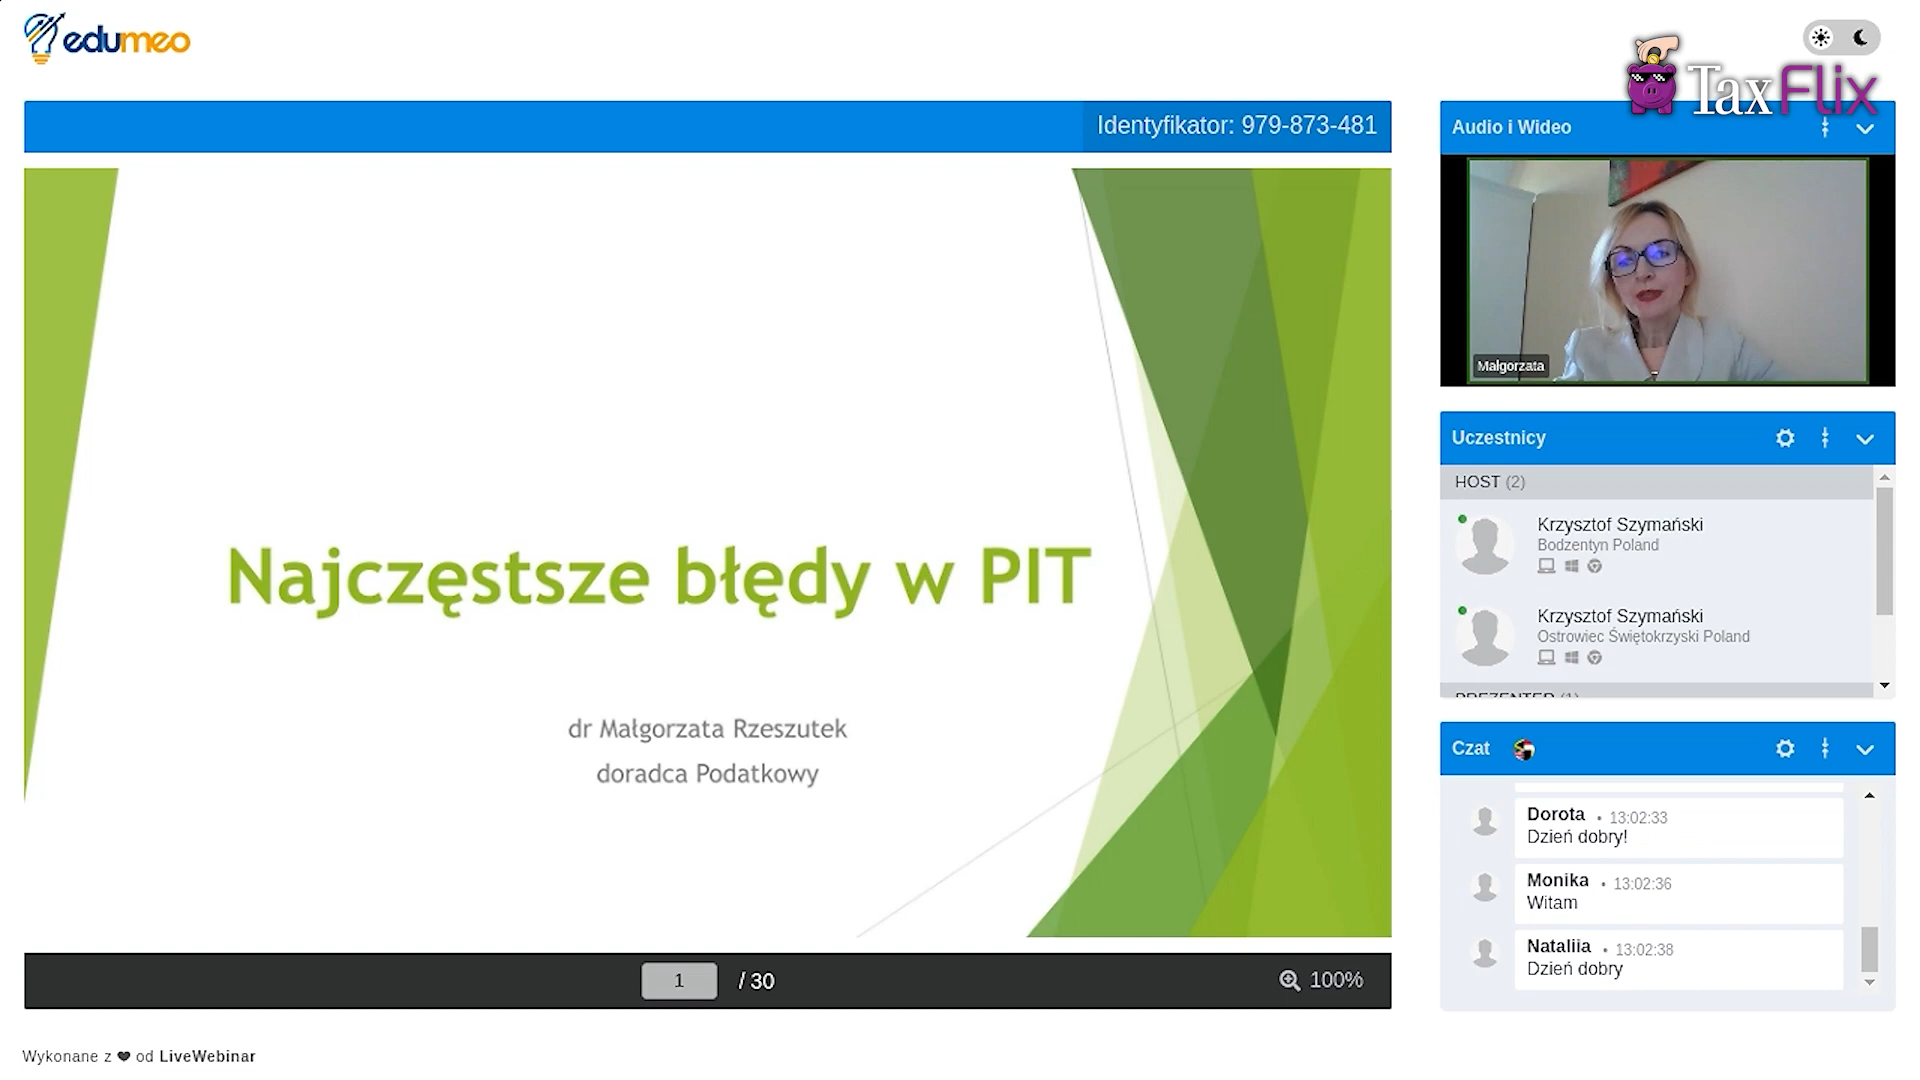 edumeo
TaxFlix
Identyfikator: 979-873-481
Najczęstsze błędy w PIT
dr Małgorzata Rzeszutek
doradca Podatkowy
1 / 30
100%
Wykonane z ❤ od LiveWebinar
Audio i Wideo
Małgorzata
Uczestnicy
HOST (2)
Krzysztof Szymański
Bodzentyn Poland
Krzysztof Szymański
Ostrowiec Świętokrzyski Poland
PREZENTER (1)
Czat
Dorota • 13:02:33
Dzień dobry!
Monika • 13:02:36
Witam
Nataliia • 13:02:38
Dzień dobry